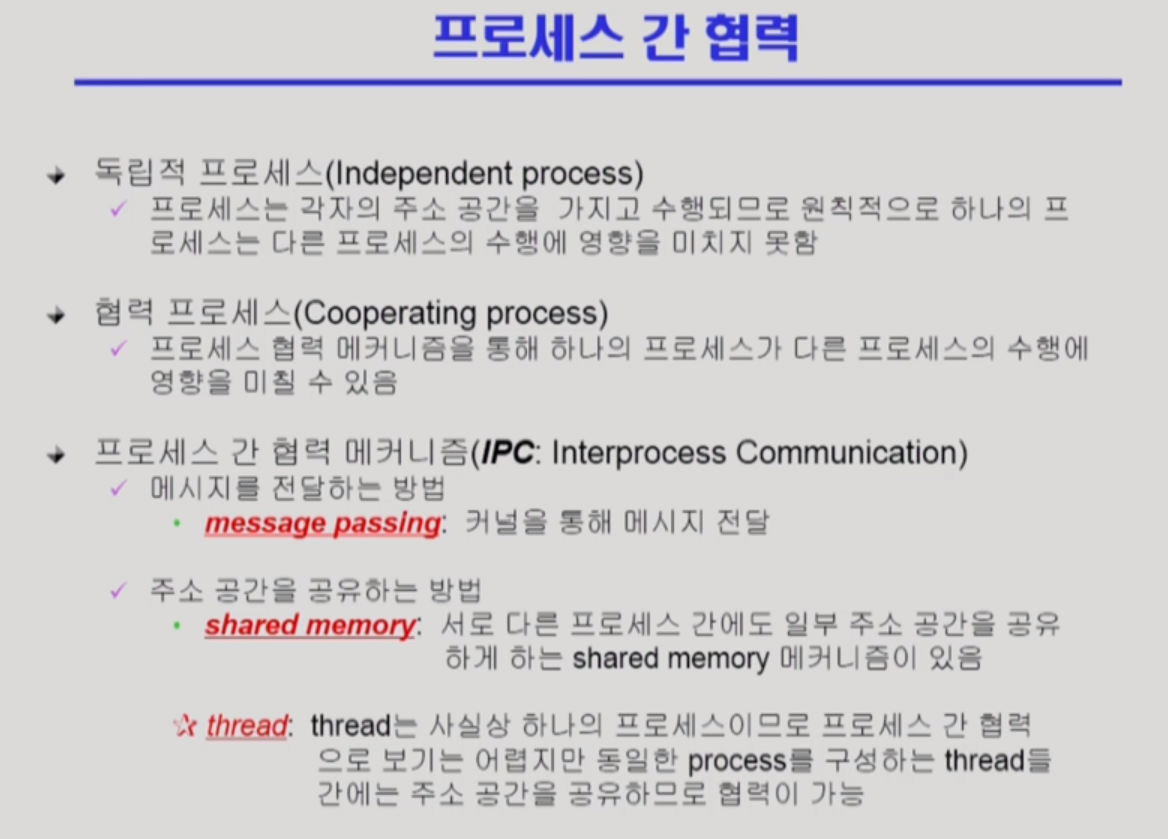 프로세스 간 협력
독립적 프로세스(Independent process)
프로세스는 각자의 주소 공간을 가지고 수행되므로 원칙적으로 하나의 프
로세스는 다른 프로세스의 수행에 영향을 미치지 못함
협력 프로세스(Cooperating process)
프로세스 협력 메커니즘을 통해 하나의 프로세스가 다른 프로세스의 수행에
영향을 미칠 수 있음
프로세스 간 협력 메커니즘(IPC: Interprocess Communication)
메시지를 전달하는 방법
message passing: 커널을 통해 메시지 전달
주소 공간을 공유하는 방법
shared memory: 서로 다른 프로세스 간에도 일부 주소 공간을 공유
하게 하는 shared memory 메커니즘이 있음
thread: thread는 사실상 하나의 프로세스이므로 프로세스 간 협력
으로 보기는 어렵지만 동일한 process를 구성하는 thread들
간에는 주소 공간을 공유하므로 협력이 가능